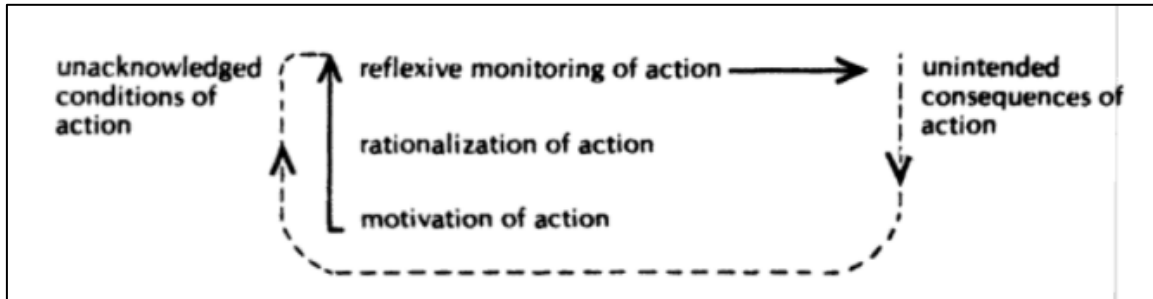 unacknowledged
conditions of
action
reflexive monitoring of action
rationalization of action
motivation of action
unintended
consequences of
action